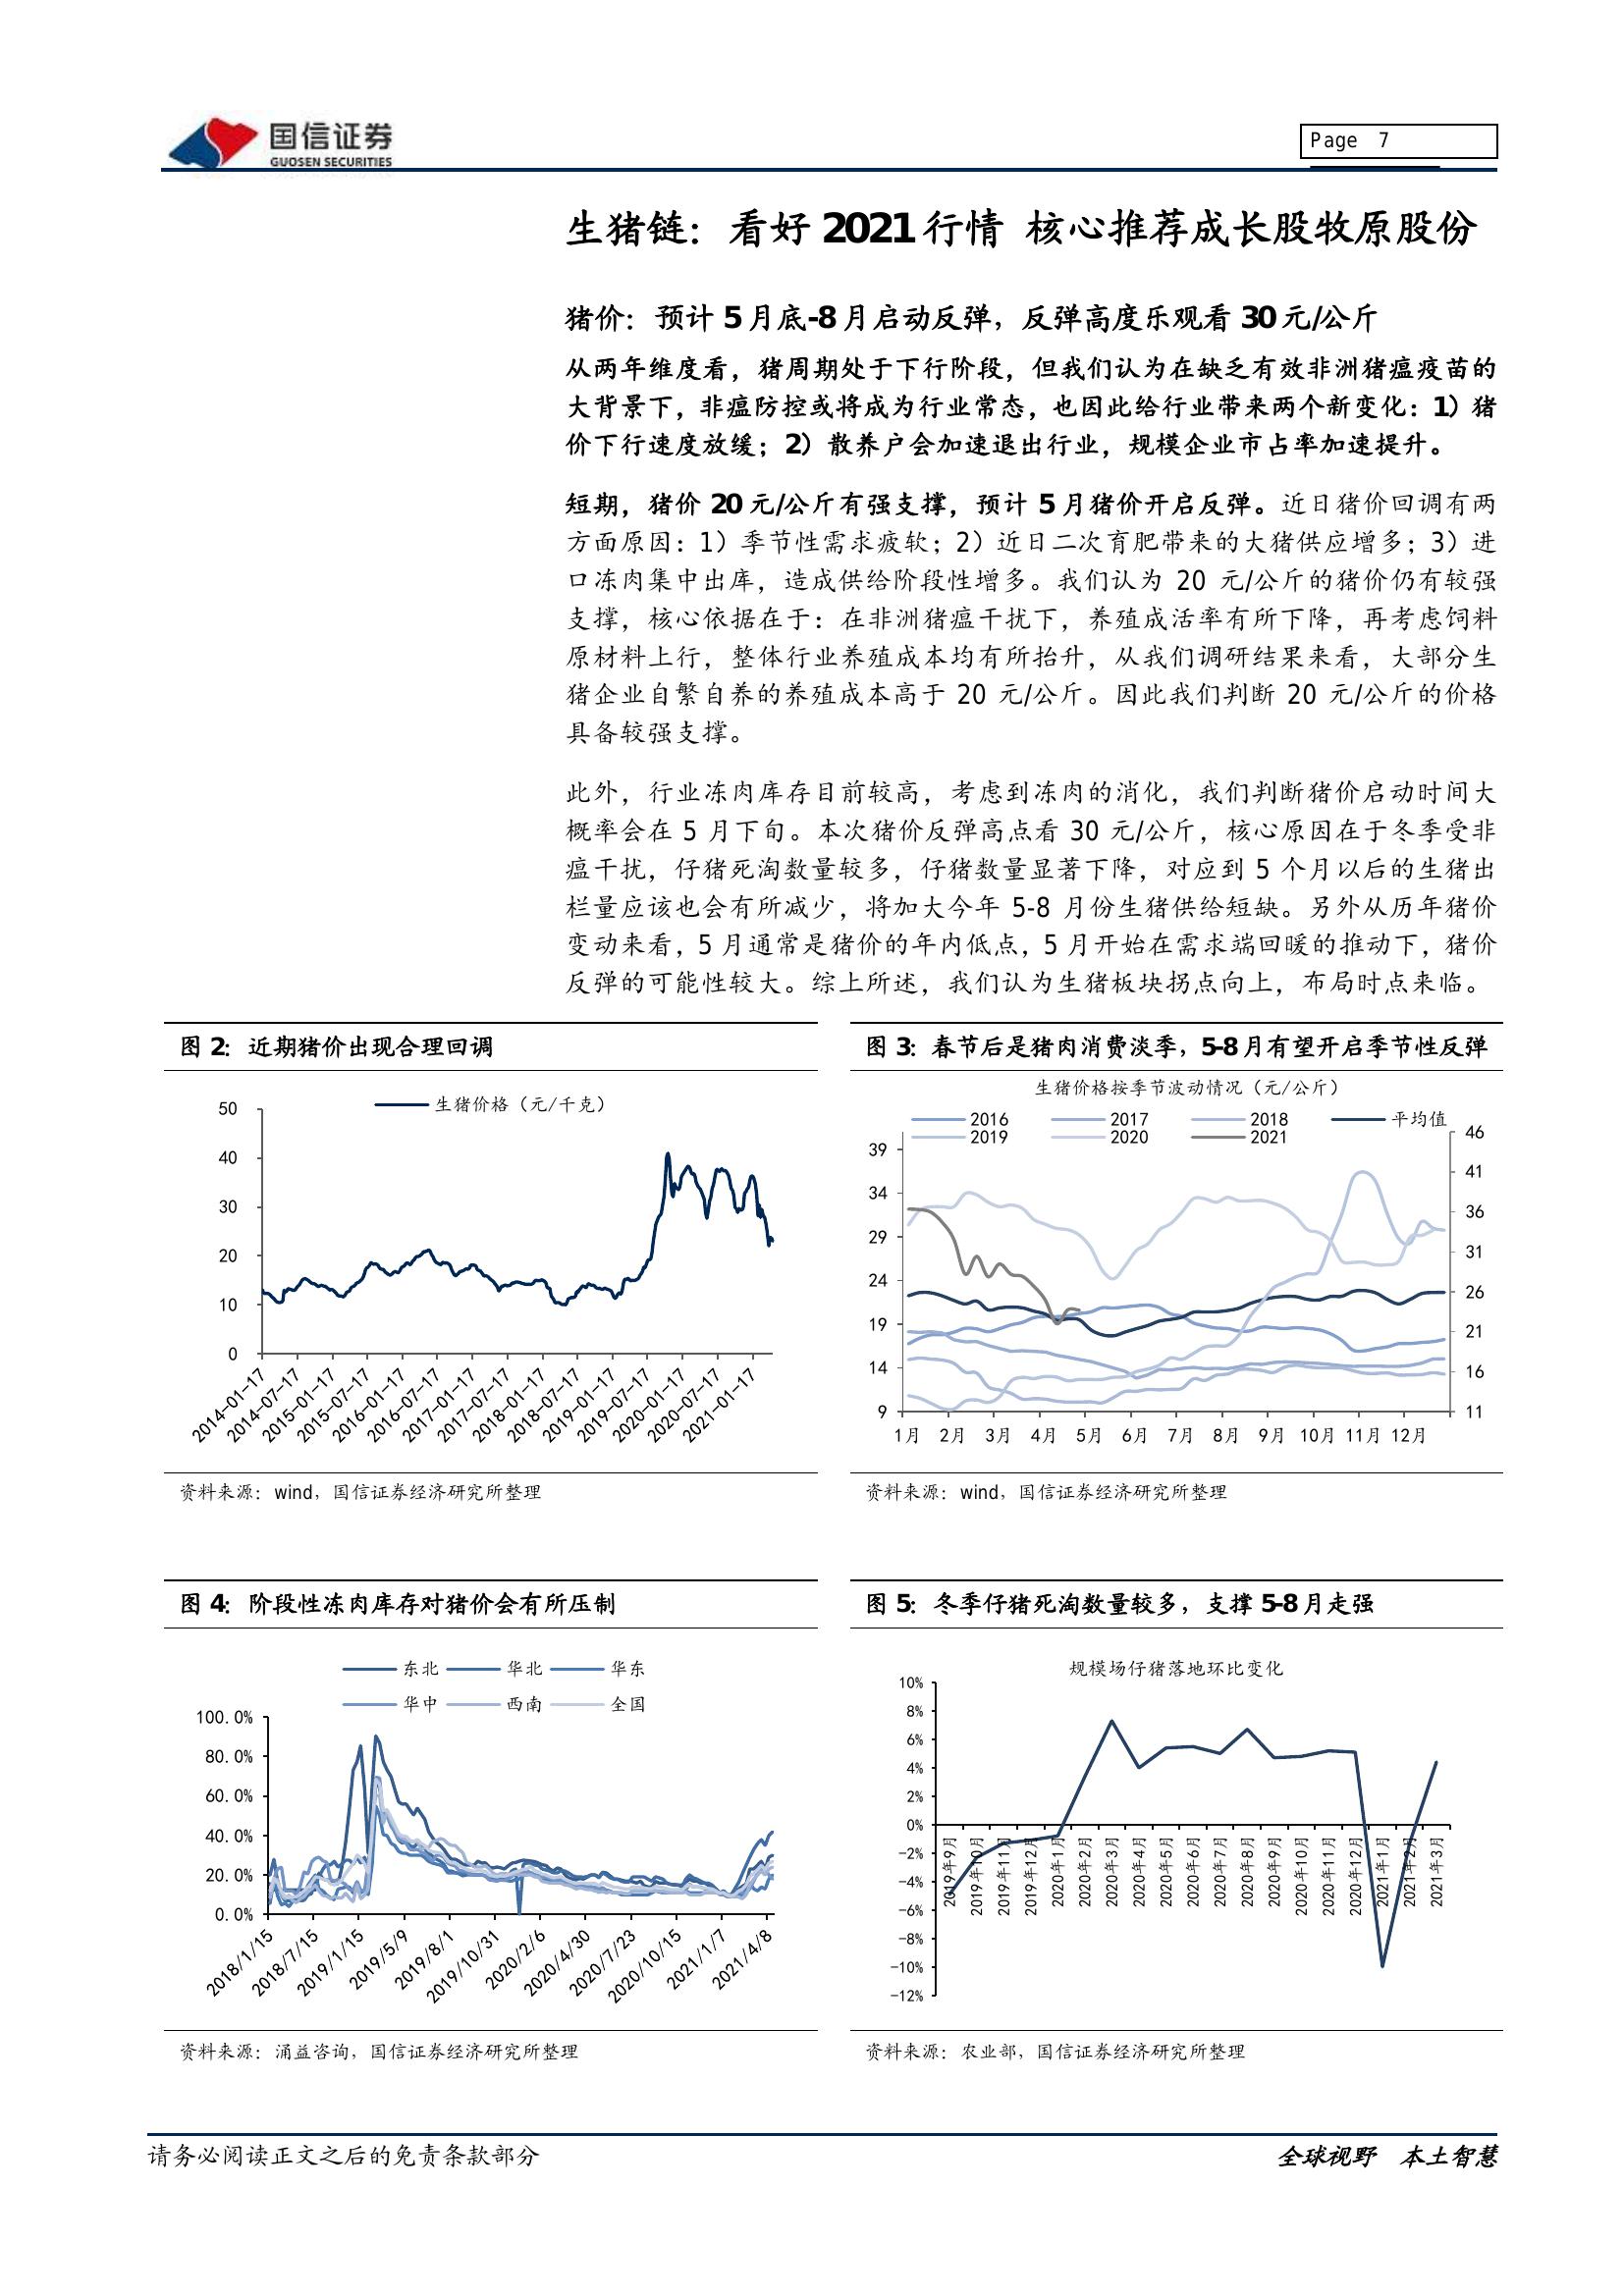 国信证券
GUOSEN SECURITIES
Page 7
生猪链：看好 2021 行情 核心推荐成长股牧原股份
猪价：预计 5 月底-8 月启动反弹，反弹高度乐观看 30 元/公斤
从两年维度看，猪周期处于下行阶段，但我们认为在缺乏有效非洲猪瘟疫苗的
大背景下，非瘟防控或将成为行业常态，也因此给行业带来两个新变化：1）猪
价下行速度放缓；2）散养户会加速退出行业，规模企业市占率加速提升。
短期，猪价 20 元/公斤有强支撑，预计 5 月猪价开启反弹。近日猪价回调有两
方面原因：1）季节性需求疲软；2）近日二次育肥带来的大猪供应增多；3）进
口冻肉集中出库，造成供给阶段性增多。我们认为 20 元/公斤的猪价仍有较强
支撑，核心依据在于：在非洲猪瘟干扰下，养殖成活率有所下降，再考虑饲料
原材料上行，整体行业养殖成本均有所抬升，从我们调研结果来看，大部分生
猪企业自繁自养的养殖成本高于 20 元/公斤。因此我们判断 20 元/公斤的价格
具备较强支撑。
此外，行业冻肉库存目前较高，考虑到冻肉的消化，我们判断猪价启动时间大
概率会在 5 月下旬。本次猪价反弹高点看 30 元/公斤，核心原因在于冬季受非
瘟干扰，仔猪死淘数量较多，仔猪数量显著下降，对应到 5 个月以后的生猪出
栏量应该也会有所减少，将加大今年 5-8 月份生猪供给短缺。另外从历年猪价
变动来看，5 月通常是猪价的年内低点，5 月开始在需求端回暖的推动下，猪价
反弹的可能性较大。综上所述，我们认为生猪板块拐点向上，布局时点来临。
图 2：近期猪价出现合理回调
生猪价格（元/千克）
50
40
30
20
10
0
2014-01-17
2014-07-17
2015-01-17
2015-07-17
2016-01-17
2016-07-17
2017-01-17
2017-07-17
2018-01-17
2018-07-17
2019-01-17
2019-07-17
2020-01-17
2020-07-17
2021-01-17
资料来源：wind，国信证券经济研究所整理
图 3：春节后是猪肉消费淡季，5-8 月有望开启季节性反弹
生猪价格按季节波动情况（元/公斤）
2016 2017 2018 平均值
2019 2020 2021
39
34
29
24
19
14
9
46
41
36
31
26
21
16
11
1月 2月 3月 4月 5月 6月 7月 8月 9月 10月 11月 12月
资料来源：wind，国信证券经济研究所整理
图 4：阶段性冻肉库存对猪价会有所压制
东北 华北 华东
华中 西南 全国
100.0%
80.0%
60.0%
40.0%
20.0%
0.0%
2018/1/15
2018/7/15
2019/1/15
2019/5/9
2019/8/1
2019/10/31
2020/2/6
2020/4/30
2020/7/23
2020/10/15
2021/1/7
2021/4/8
资料来源：涌益咨询，国信证券经济研究所整理
图 5：冬季仔猪死淘数量较多，支撑 5-8 月走强
规模场仔猪落地环比变化
10%
8%
6%
4%
2%
0%
-2%
-4%
-6%
-8%
-10%
-12%
2019年9月
2019年10月
2019年11月
2019年12月
2020年1月
2020年2月
2020年3月
2020年4月
2020年5月
2020年6月
2020年7月
2020年8月
2020年9月
2020年10月
2020年11月
2020年12月
2021年1月
2021年2月
2021年3月
资料来源：农业部，国信证券经济研究所整理
请务必阅读正文之后的免责条款部分
全球视野 本土智慧